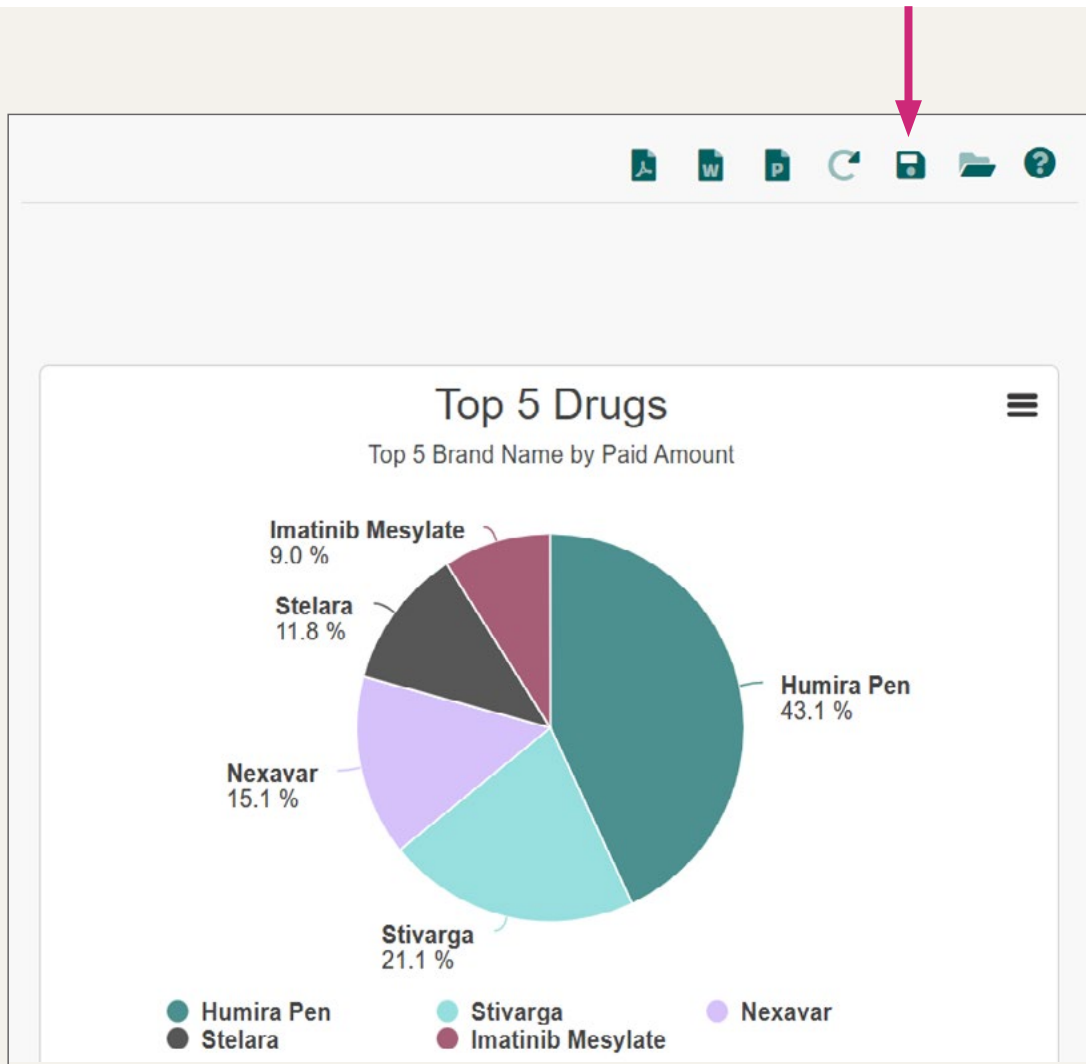 W P ?
Top 5 Drugs
Top 5 Brand Name by Paid Amount
Imatinib Mesylate
9.0 %
Stelara
11.8 %
Humira Pen
43.1 %
Nexavar
15.1 %
Stivarga
21.1 %
Humira Pen Stivarga Nexavar
Stelara Imatinib Mesylate